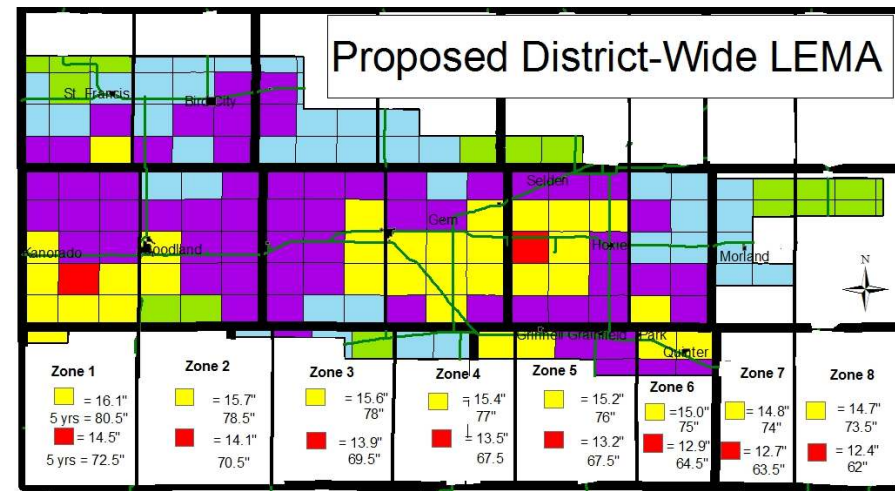 Proposed District-Wide LEMA
St. Francis
Bird City
Selden
Gem
Kanorado
Goodland
Hoxie
Morland
N
Grinnell Grainfield Park
Quinter
Zone 1
= 16.1"
5 yrs = 80.5"
= 14.5"
5 yrs = 72.5"
Zone 2
= 15.7"
78.5"
= 14.1"
70.5"
Zone 3
= 15.6"
78"
= 13.9"
69.5"
Zone 4
= 15.4"
77"
= 13.5"
67.5
Zone 5
= 15.2"
76"
= 13.2"
67.5"
Zone 6
=15.0"
75"
= 12.9"
64.5"
Zone 7
= 14.8"
74"
= 12.7"
63.5"
Zone 8
= 14.7"
73.5"
= 12.4"
62"